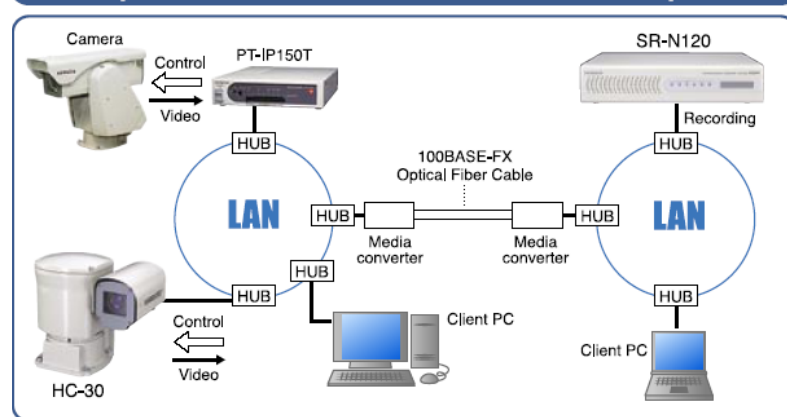 Camera
Control
Video
PT-IP150T
SR-N120
Recording
HUB
HUB
100BASE-FX
Optical Fiber Cable
LAN
LAN
HUB
Media
converter
Media
converter
HUB
HUB
HUB
HUB
Control
Video
HC-30
Client PC
Client PC